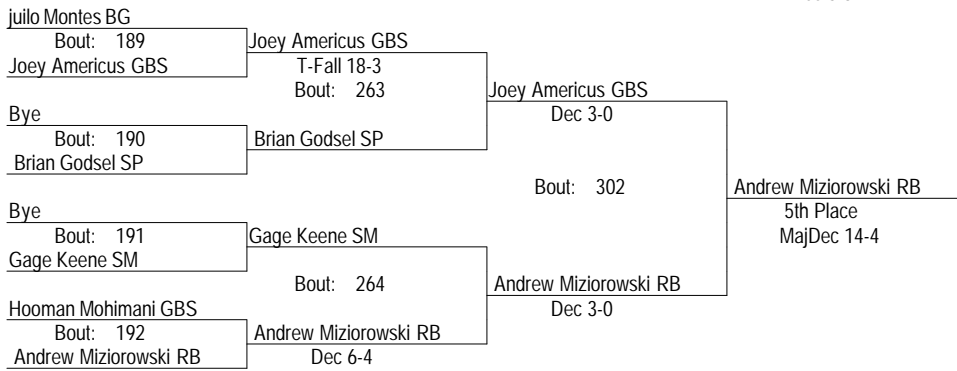 juilo Montes BG
Bout: 189
Joey Americus GBS
Joey Americus GBS
T-Fall 18-3
Bout: 263
Bye
Bout: 190
Brian Godsel SP
Brian Godsel SP
Joey Americus GBS
Dec 3-0
Bout: 302
Bye
Bout: 191
Gage Keene SM
Gage Keene SM
Bout: 264
Hooman Mohimani GBS
Bout: 192
Andrew Miziorowski RB
Andrew Miziorowski RB
Dec 6-4
Andrew Miziorowski RB
Dec 3-0
Andrew Miziorowski RB
5th Place
MajDec 14-4